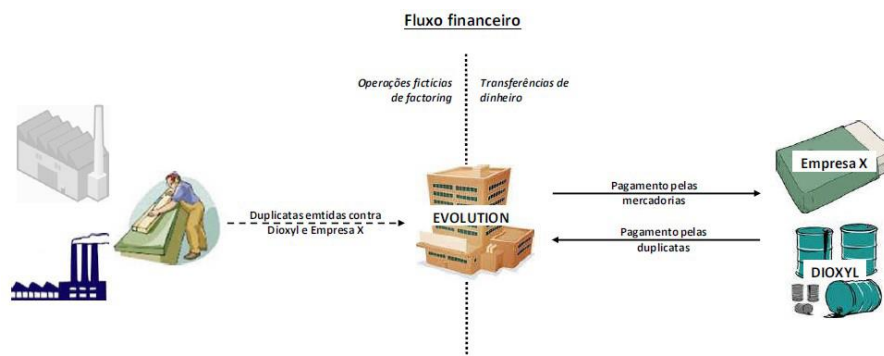 Fluxo financeiro
Operações fictícias
de factoring
Transferências de
dinheiro
Duplicatas emtidas contra
Dioxyl e Empresa X
EVOLUTION
Pagamento pelas
mercadorias
Pagamento pelas
duplicatas
Empresa X
DIOXYL